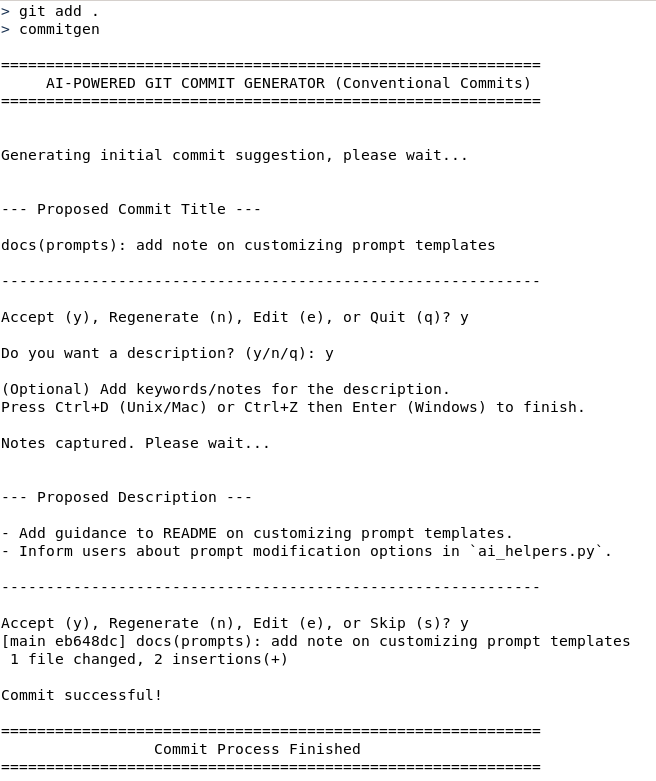 > git add .
> commitgen
============================================================
AI-POWERED GIT COMMIT GENERATOR (Conventional Commits)
============================================================
Generating initial commit suggestion, please wait...
--- Proposed Commit Title ---
docs(prompts): add note on customizing prompt templates
------------------------------------------------------------
Accept (y), Regenerate (n), Edit (e), or Quit (q)? y
Do you want a description? (y/n/q): y
(Optional) Add keywords/notes for the description.
Press Ctrl+D (Unix/Mac) or Ctrl+Z then Enter (Windows) to finish.
Notes captured. Please wait...
--- Proposed Description ---
- Add guidance to README on customizing prompt templates.
- Inform users about prompt modification options in `ai_helpers.py`.
------------------------------------------------------------
Accept (y), Regenerate (n), Edit (e), or Skip (s)? y
[main eb648dc] docs(prompts): add note on customizing prompt templates
1 file changed, 2 insertions(+)
Commit successful!
============================================================
Commit Process Finished
============================================================